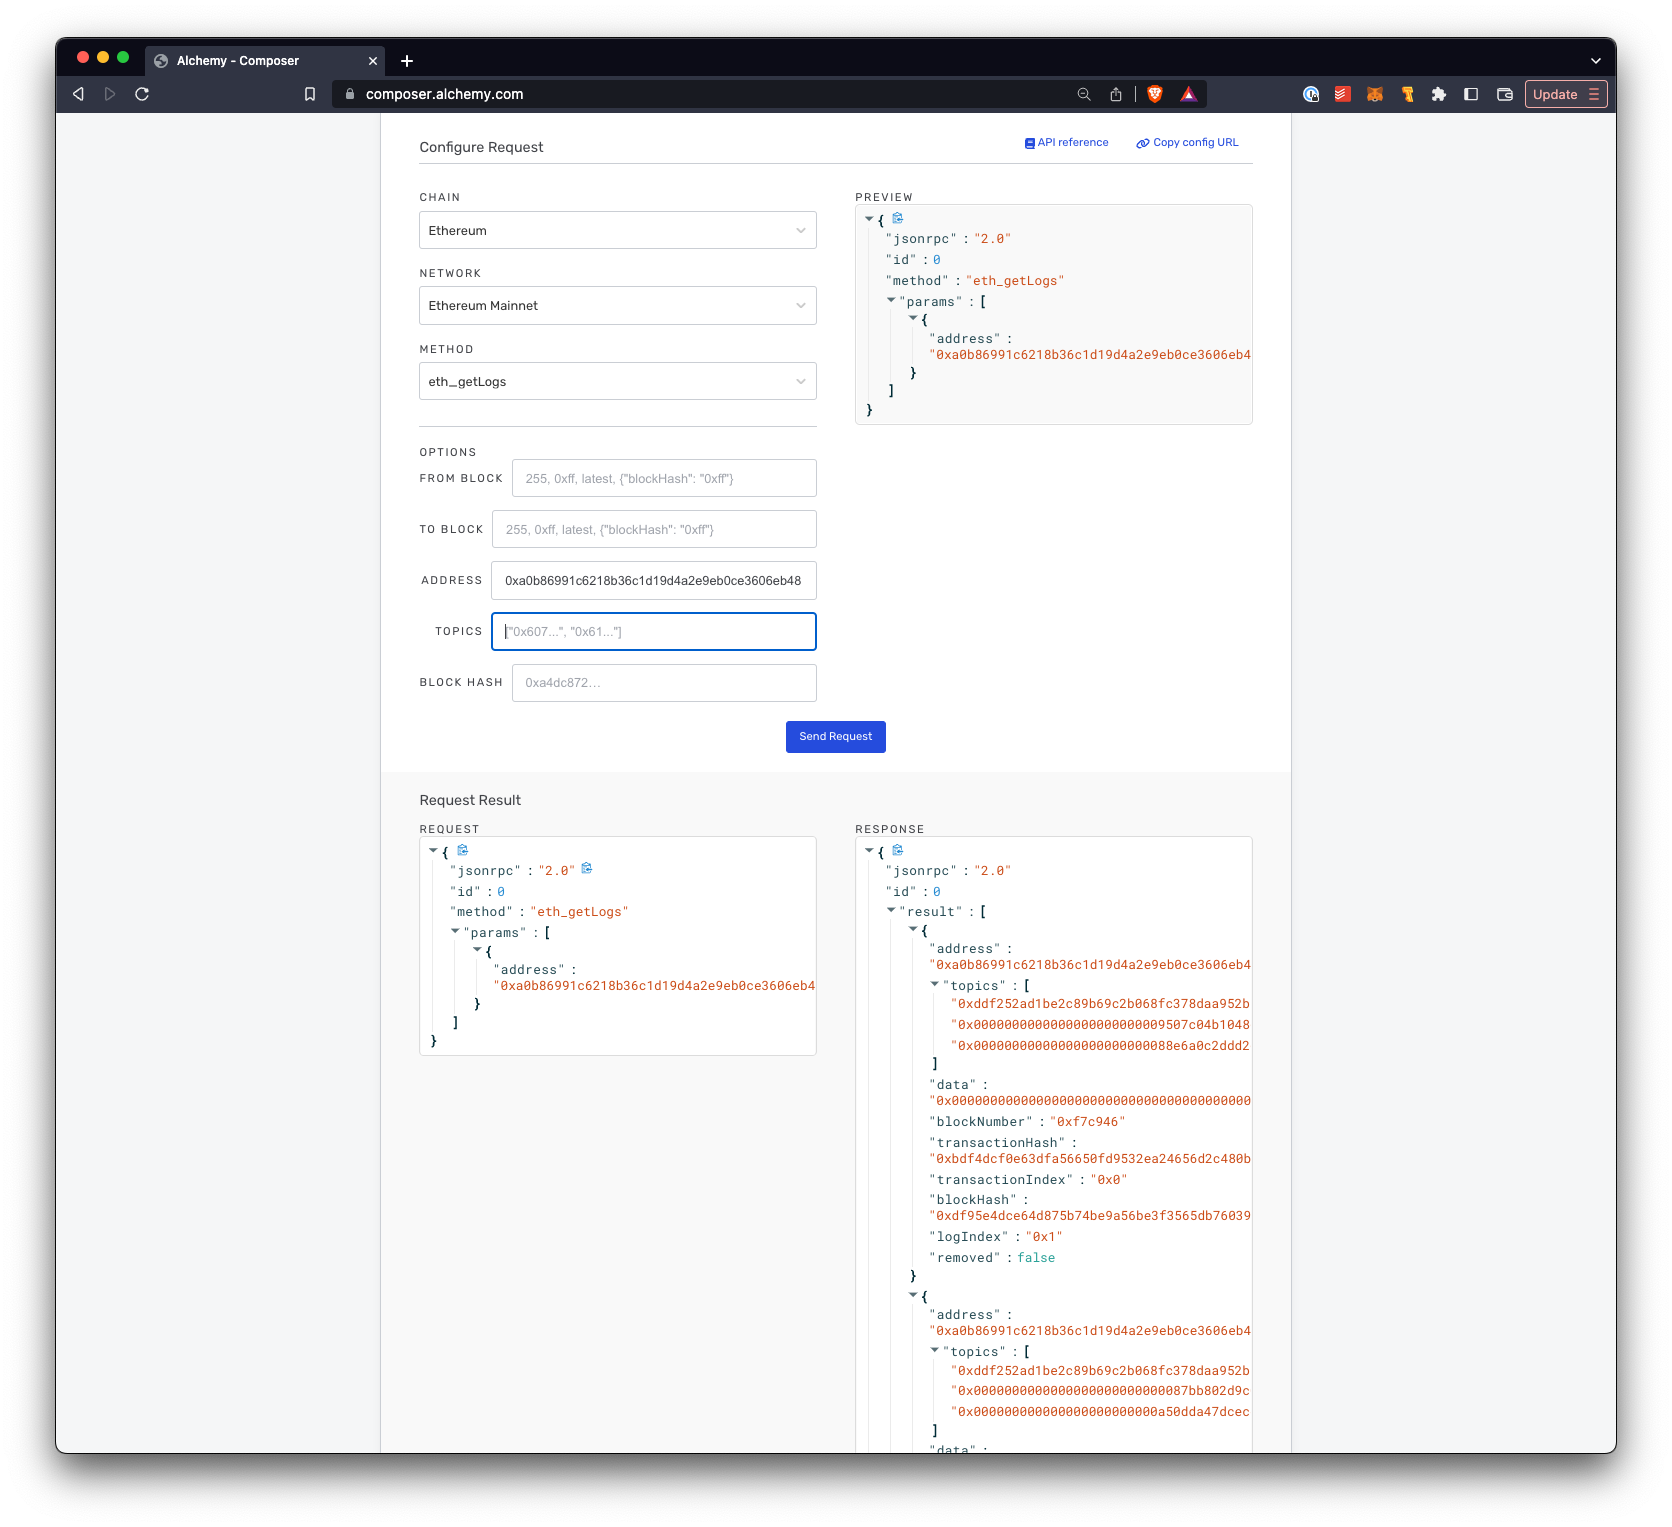 Alchemy - Composer
composer.alchemy.com
Update
Configure Request
API reference
Copy config URL
CHAIN
Ethereum
NETWORK
Ethereum Mainnet
METHOD
eth_getLogs
OPTIONS
FROM BLOCK
255, 0xff, latest, {"blockHash": "0xff"}
TO BLOCK
255, 0xff, latest, {"blockHash": "0xff"}
ADDRESS
0xa0b86991c6218b36c1d19d4a2e9eb0ce3606eb48
TOPICS
["0x607...", "0x61..."]
BLOCK HASH
0xa4dc872...
PREVIEW
{
"jsonrpc" : "2.0"
"id" : 0
"method" : "eth_getLogs"
"params" : [
{
"address" :
"0xa0b86991c6218b36c1d19d4a2e9eb0ce3606eb4
}
]
}
Send Request
Request Result
REQUEST
{
"jsonrpc" : "2.0"
"id" : 0
"method" : "eth_getLogs"
"params" : [
{
"address" :
"0xa0b86991c6218b36c1d19d4a2e9eb0ce3606eb4
}
]
}
RESPONSE
{
"jsonrpc" : "2.0"
"id" : 0
"result" : [
{
"address" :
"0xa0b86991c6218b36c1d19d4a2e9eb0ce3606eb4
"topics" : [
"0xddf252ad1be2c89b69c2b068fc378daa952b
"0x0000000000000000000000009507c04b1048
"0x00000000000000000000000088e6a0c2ddd2
]
"data" :
"0x000000000000000000000000000000000000000
"blockNumber" : "0xf7c946"
"transactionHash" :
"0xbdf4dcf0e63dfa56650fd9532ea24656d2c480b
"transactionIndex" : "0x0"
"blockHash" :
"0xdf95e4dce64d875b74be9a56be3f3565db76039
"logIndex" : "0x1"
"removed" : false
}
{
"address" :
"0xa0b86991c6218b36c1d19d4a2e9eb0ce3606eb4
"topics" : [
"0xddf252ad1be2c89b69c2b068fc378daa952b
"0x00000000000000000000000087bb802d9c
"0x000000000000000000000000a50dda47dcec
]
"data" :